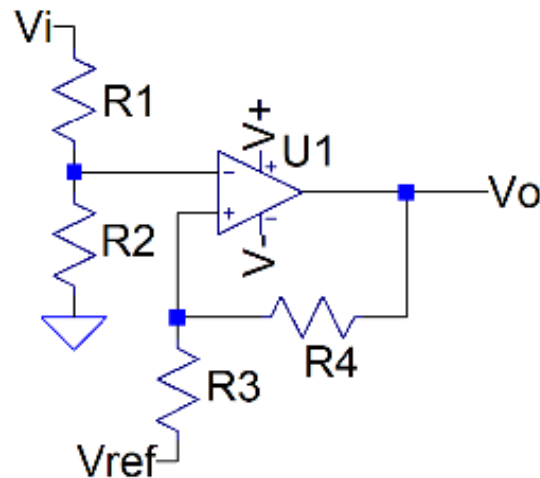 Vi
R1
V+
U1
-
+
+
-
Vo
R2
V-
R4
R3
Vref